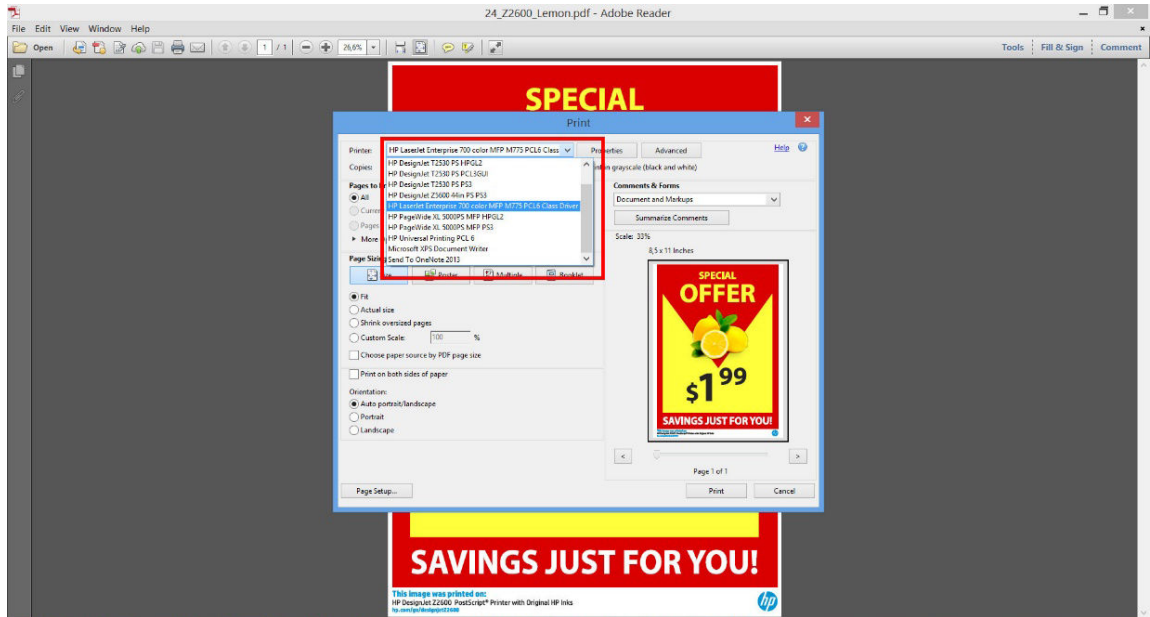 24_Z2600_Lemon.pdf - Adobe Reader
File Edit View Window Help
Open 1 / 1 26,6% Tools Fill & Sign Comment
SPECIAL
Print
Printer: HP LaserJet Enterprise 700 color MFP M775 PCL6 Class Properties Advanced Help
Copies: in grayscale (black and white)
HP DesignJet T2530 PS HPGL2
HP DesignJet T2530 PS PCL3GUI
HP DesignJet T2530 PS PS3
HP DesignJet Z5600 44in PS PS3
HP LaserJet Enterprise 700 color MFP M775 PCL6 Class Driver
HP PageWide XL 5000PS MFP HPGL2
HP PageWide XL 5000PS MFP PS3
HP Universal Printing PCL 6
Microsoft XPS Document Writer
Send To OneNote 2013
Pages to
All
Pages
More
Page Sizing
Poster Multiple Booklet
Fit
Actual size
Shrink oversized pages
Custom Scale: 100 %
Choose paper source by PDF page size
Print on both sides of paper
Orientation:
Auto portrait/landscape
Portrait
Landscape
Comments & Forms
Document and Markups
Summarize Comments
Scale: 33%
8,5 x 11 Inches
SPECIAL
OFFER
$1 99
SAVINGS JUST FOR YOU!
< >
Page 1 of 1
Page Setup... Print Cancel
SAVINGS JUST FOR YOU!
This image was printed on:
HP DesignJet Z2600 PostScript® Printer with Original HP Inks
hp.com/go/designjetZ2600
hp